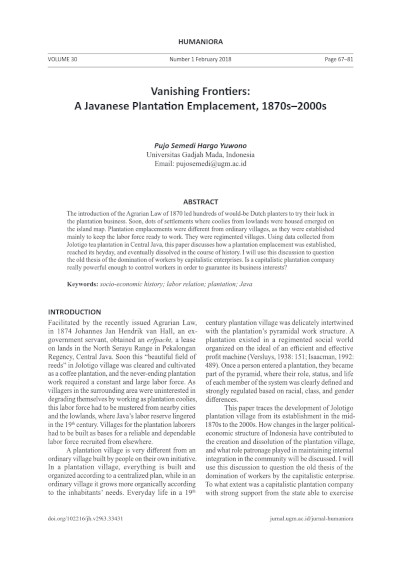 HUMANIORA
VOLUME 30
Number 1 February 2018
Page 67–81
Vanishing Frontiers:
A Javanese Plantation Emplacement, 1870s–2000s
Pujo Semedi Hargo Yuwono
Universitas Gadjah Mada, Indonesia
Email: pujosemedi@ugm.ac.id
ABSTRACT
The introduction of the Agrarian Law of 1870 led hundreds of would-be Dutch planters to try their luck in
the plantation business. Soon, dots of settlements where coolies from lowlands were housed emerged on
the island map. Plantation emplacements were different from ordinary villages, as they were established
mainly to keep the labor force ready to work. They were regimented villages. Using data collected from
Jolotigo tea plantation in Central Java, this paper discusses how a plantation emplacement was established,
reached its heyday, and eventually dissolved in the course of history. I will use this discussion to question
the old thesis of the domination of workers by capitalistic enterprises. Is a capitalistic plantation company
really powerful enough to control workers in order to guarantee its business interests?
Keywords: socio-economic history; labor relation; plantation; Java
INTRODUCTION
Facilitated by the recently issued Agrarian Law,
in 1874 Johannes Jan Hendrik van Hall, an ex-
government servant, obtained an erfpacht, a lease
on lands in the North Serayu Range in Pekalongan
Regency, Central Java. Soon this “beautiful field of
reeds” in Jolotigo village was cleared and cultivated
as a coffee plantation, and the never-ending plantation
work required a constant and large labor force. As
villagers in the surrounding area were uninterested in
degrading themselves by working as plantation coolies,
this labor force had to be mustered from nearby cities
and the lowlands, where Java’s labor reserve lingered
in the 19th century. Villages for the plantation laborers
had to be built as bases for a reliable and dependable
labor force recruited from elsewhere.
A plantation village is very different from an
ordinary village built by people on their own initiative.
In a plantation village, everything is built and
organized according to a centralized plan, while in an
ordinary village it grows more organically according
to the inhabitants’ needs. Everyday life in a 19th
century plantation village was delicately intertwined
with the plantation’s pyramidal work structure. A
plantation existed in a regimented social world
organized on the ideal of an efficient and effective
profit machine (Versluys, 1938: 151; Isaacman, 1992:
489). Once a person entered a plantation, they became
part of the pyramid, where their role, status, and life
of each member of the system was clearly defined and
strongly regulated based on racial, class, and gender
differences.
This paper traces the development of Jolotigo
plantation village from its establishment in the mid-
1870s to the 2000s. How changes in the larger political-
economic structure of Indonesia have contributed to
the creation and dissolution of the plantation village,
and what role patronage played in maintaining internal
integration in the community will be discussed. I will
use this discussion to question the old thesis of the
domination of workers by the capitalistic enterprise.
To what extent was a capitalistic plantation company
with strong support from the state able to exercise
doi.org/102216/jh.v2963.33431
jurnal.ugm.ac.id/jurnal-humaniora